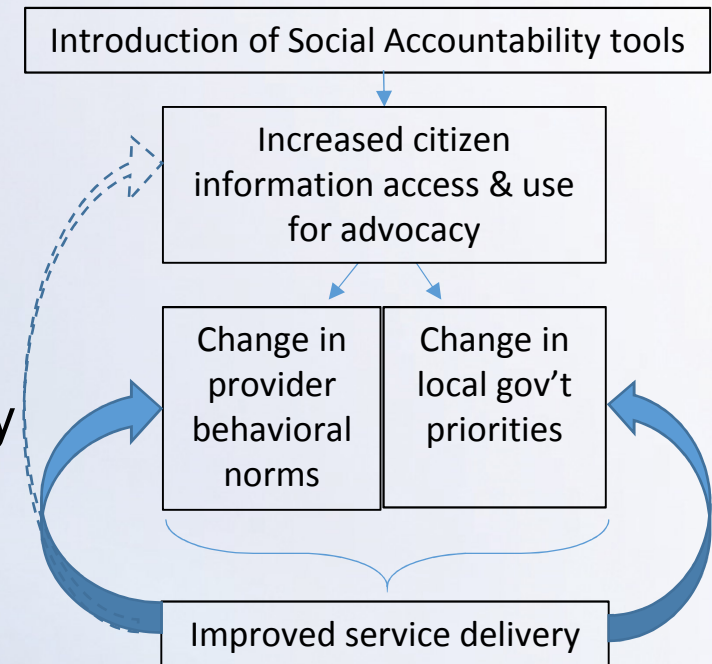 Introduction of Social Accountability tools
Increased citizen
information access & use
for advocacy
Change in
provider
behavioral
norms
Change in
local gov’t
priorities
y
Improved service delivery